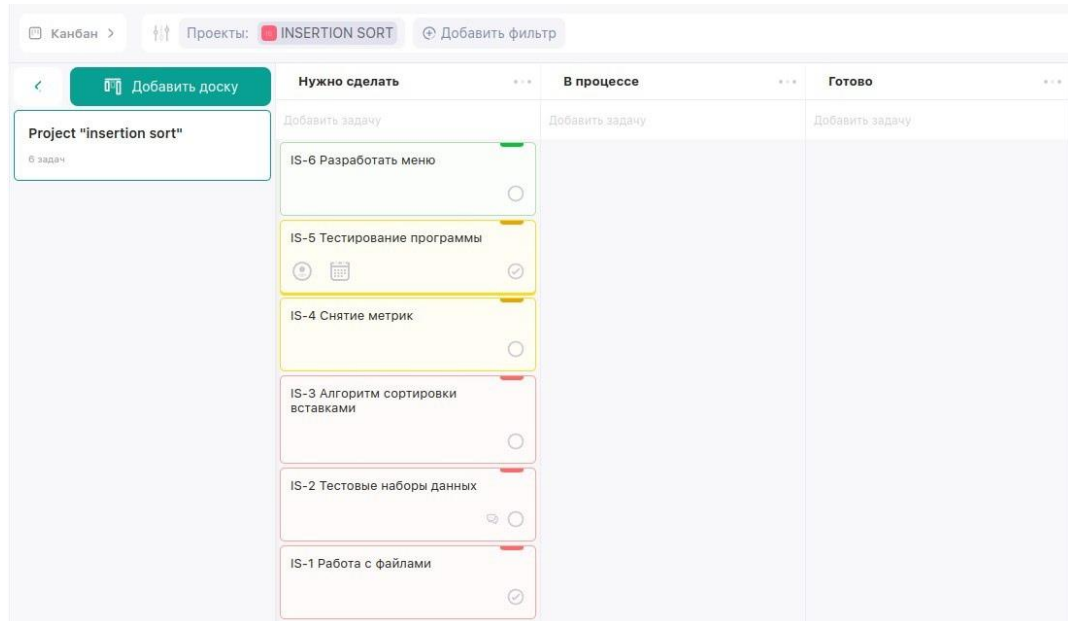 Канбан >
Проекты: INSERTION SORT
Добавить фильтр
Добавить доску
Project "insertion sort"
6 задач
Нужно сделать
Добавить задачу
IS-6 Разработать меню
IS-5 Тестирование программы
IS-4 Снятие метрик
IS-3 Алгоритм сортировки
вставками
IS-2 Тестовые наборы данных
IS-1 Работа с файлами
В процессе
Добавить задачу
Готово
Добавить задачу